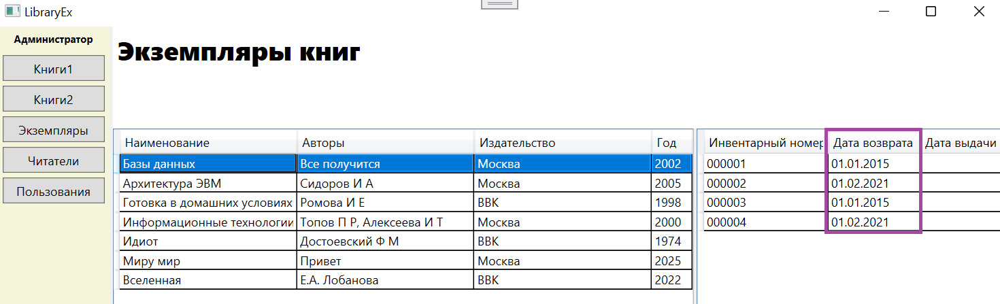 LibraryEx
Администратор
Книги1
Книги2
Экземпляры
Читатели
Пользования
Экземпляры книг
Наименование Авторы Издательство Год
Базы данных Все получится Москва 2002
Архитектура ЭВМ Сидоров И А Москва 2005
Готовка в домашних условиях Ромова И Е ВВК 1998
Информационные технологии Топов П Р, Алексеева И Т Москва 2000
Идиот Достоевский Ф М ВВК 1974
Миру мир Привет Москва 2025
Вселенная Е.А. Лобанова ВВК 2022
Инвентарный номер Дата возврата Дата выдачи
000001 01.01.2015
000002 01.02.2021
000003 01.01.2015
000004 01.02.2021